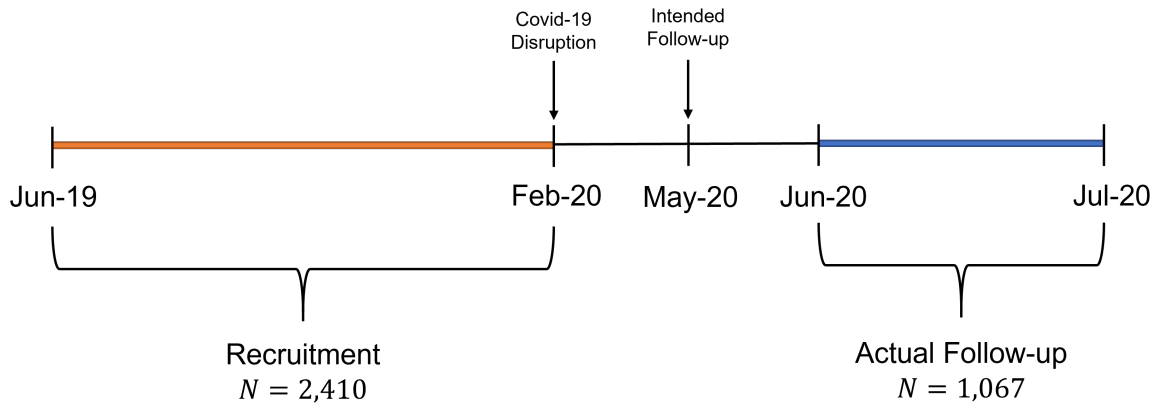 Covid-19
Disruption
Intended
Follow-up
Jun-19
Feb-20
May-20
Jun-20
Jul-20
Recruitment
N = 2,410
Actual Follow-up
N = 1,067